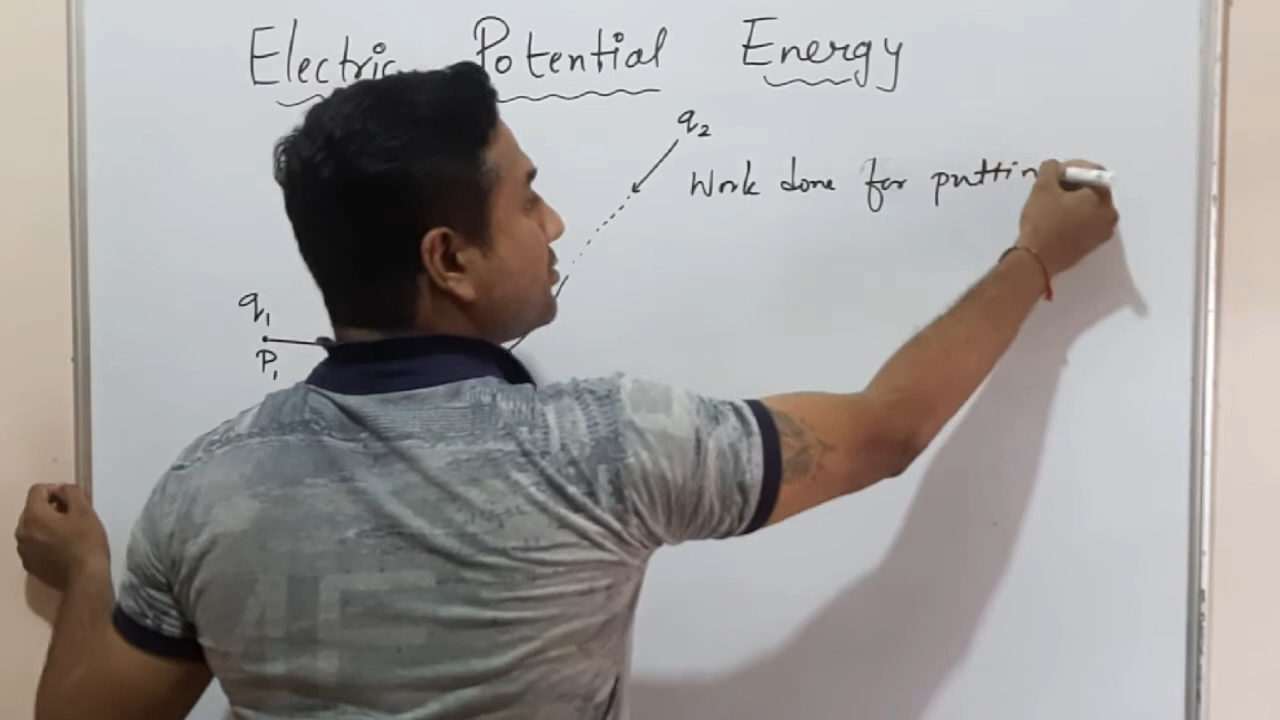 Electric Potential Energy
q₂
Work done for puttin
q₁
P₁